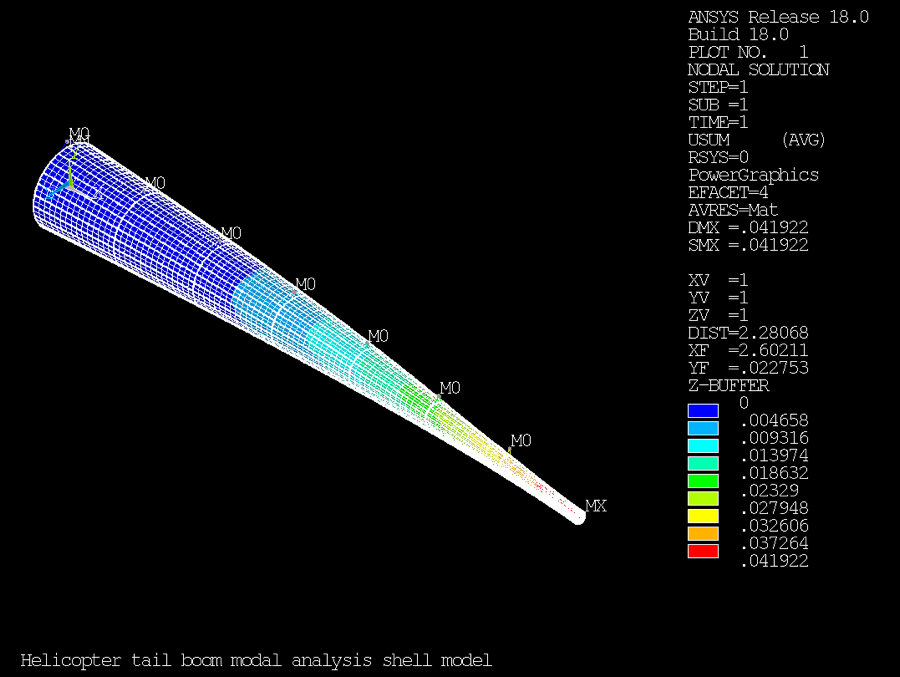 ANSYS Release 18.0
Build 18.0
PLOT NO. 1
NODAL SOLUTION
STEP=1
SUB =1
TIME=1
USUM (AVG)
RSYS=0
PowerGraphics
EFACET=4
AVRES=Mat
DMX =.041922
SMX =.041922
XV =1
YV =1
ZV =1
DIST=2.28068
XF =2.60211
YF =.022753
Z-BUFFER
0
.004658
.009316
.013974
.018632
.02329
.027948
.032606
.037264
.041922
M0
M0
M0
M0
M0
M0
M0
MX
Helicopter tail boom modal analysis shell model